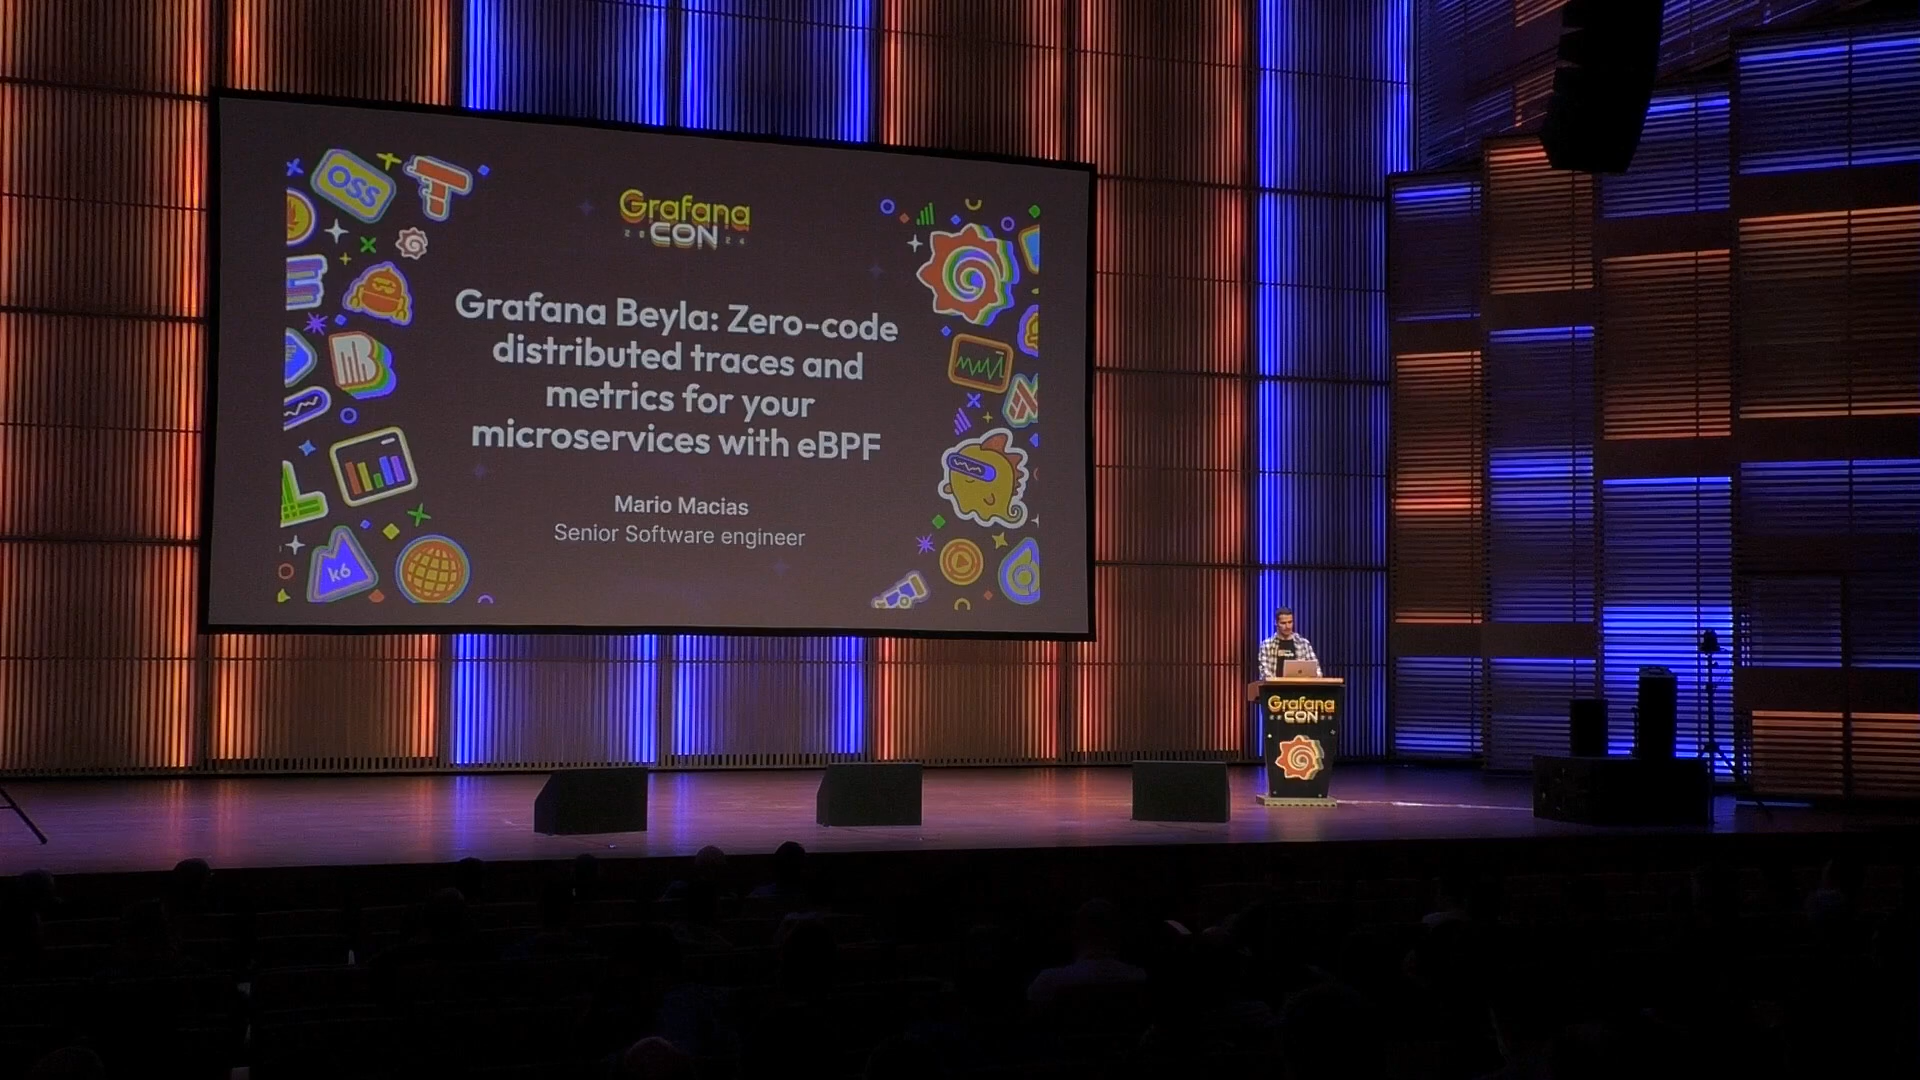 OSS
Grafana
CON
2024
Grafana Beyla: Zero-code
distributed traces and
metrics for your
microservices with eBPF
Mario Macias
Senior Software engineer
k6
Grafana
CON